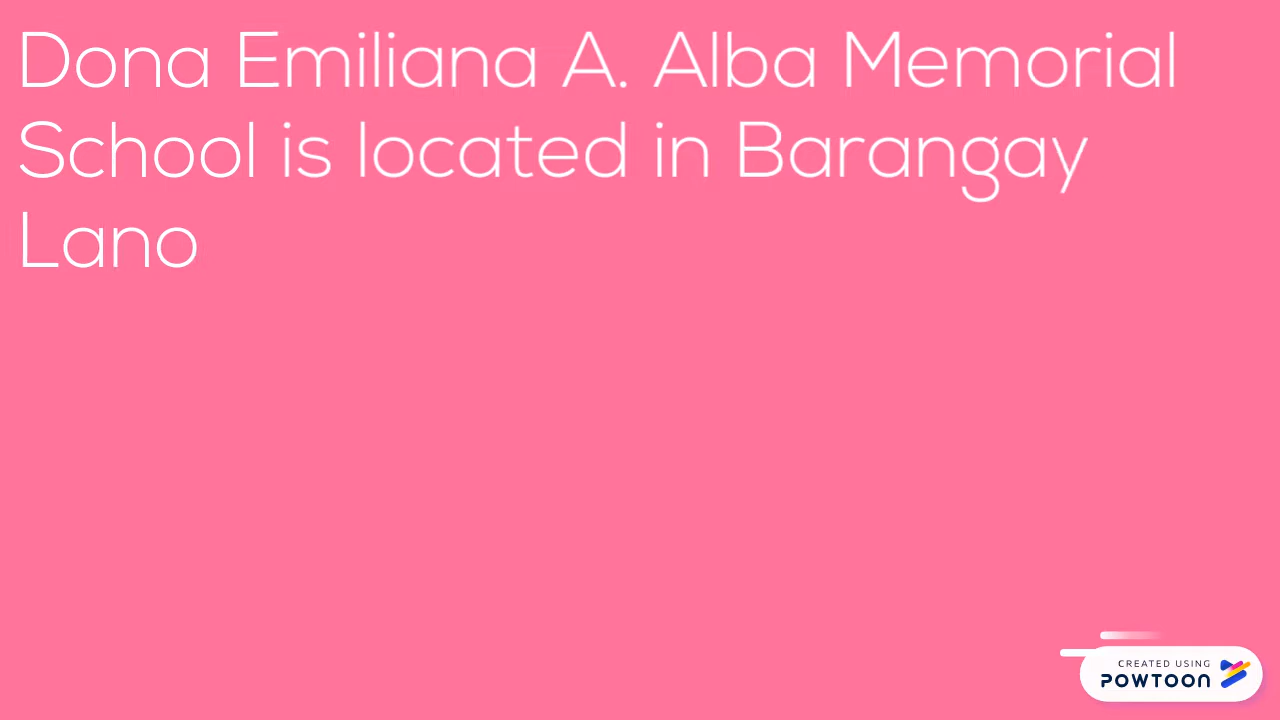 Dona Emiliana A. Alba Memorial
School is located in Barangay
Lano
CREATED USING
POWTOON